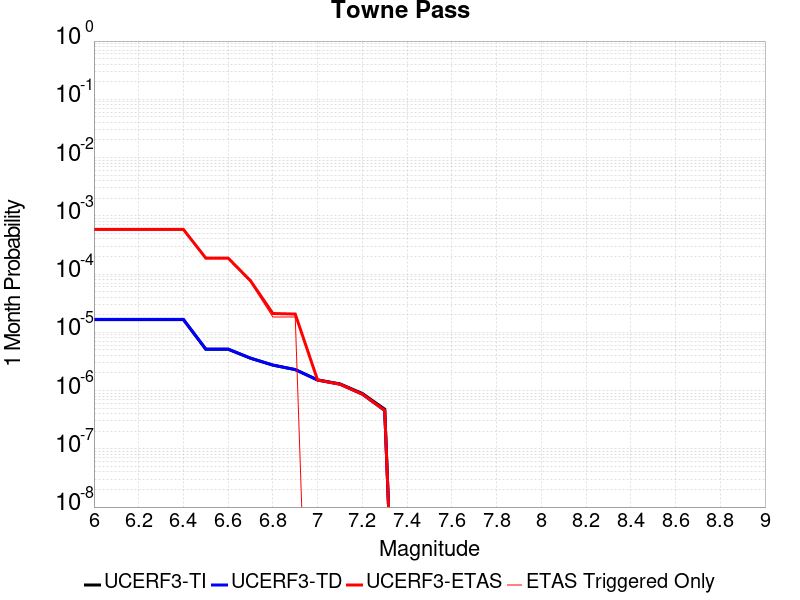 Towne Pass
1 Month Probability
10^0
10^-1
10^-2
10^-3
10^-4
10^-5
10^-6
10^-7
10^-8
6 6.2 6.4 6.6 6.8 7 7.2 7.4 7.6 7.8 8 8.2 8.4 8.6 8.8 9
Magnitude
UCERF3-TI UCERF3-TD UCERF3-ETAS ETAS Triggered Only